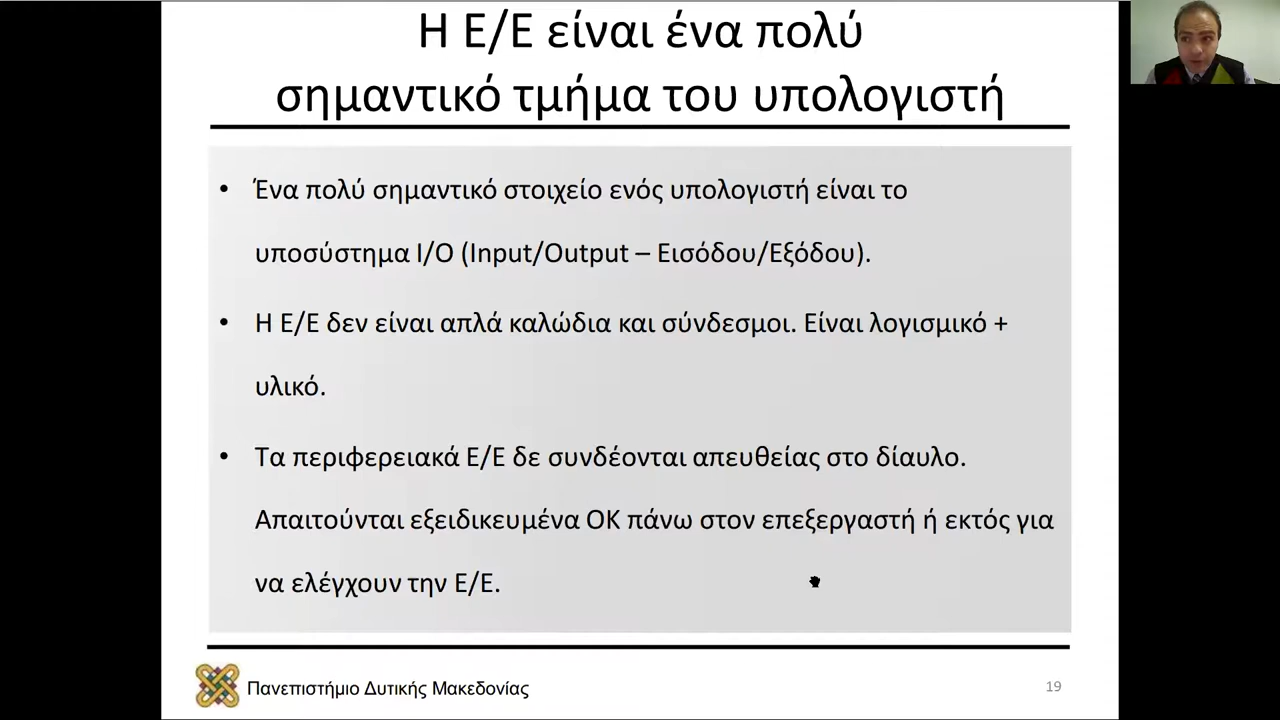 Η Ε/Ε είναι ένα πολύ
σημαντικό τμήμα του υπολογιστή
• Ένα πολύ σημαντικό στοιχείο ενός υπολογιστή είναι το
υποσύστημα I/O (Input/Output – Εισόδου/Εξόδου).
• Η Ε/Ε δεν είναι απλά καλώδια και σύνδεσμοι. Είναι λογισμικό +
υλικό.
• Τα περιφερειακά Ε/Ε δε συνδέονται απευθείας στο δίαυλο.
Απαιτούνται εξειδικευμένα ΟΚ πάνω στον επεξεργαστή ή εκτός για
να ελέγχουν την Ε/Ε.
Πανεπιστήμιο Δυτικής Μακεδονίας
19